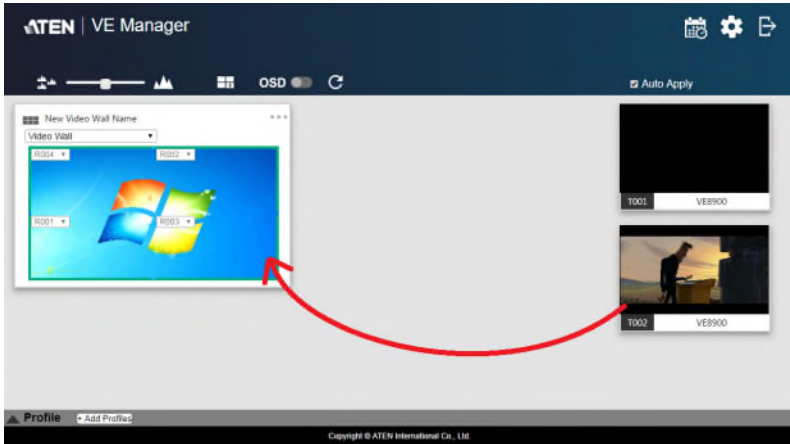 ATEN | VE Manager
OSD
Auto Apply
New Video Wall Name
Video Wall
R004
R002
R001
R003
T001 VE8900
T002 VE8900
Profile + Add Profiles
Copyright © ATEN International Co., Ltd.